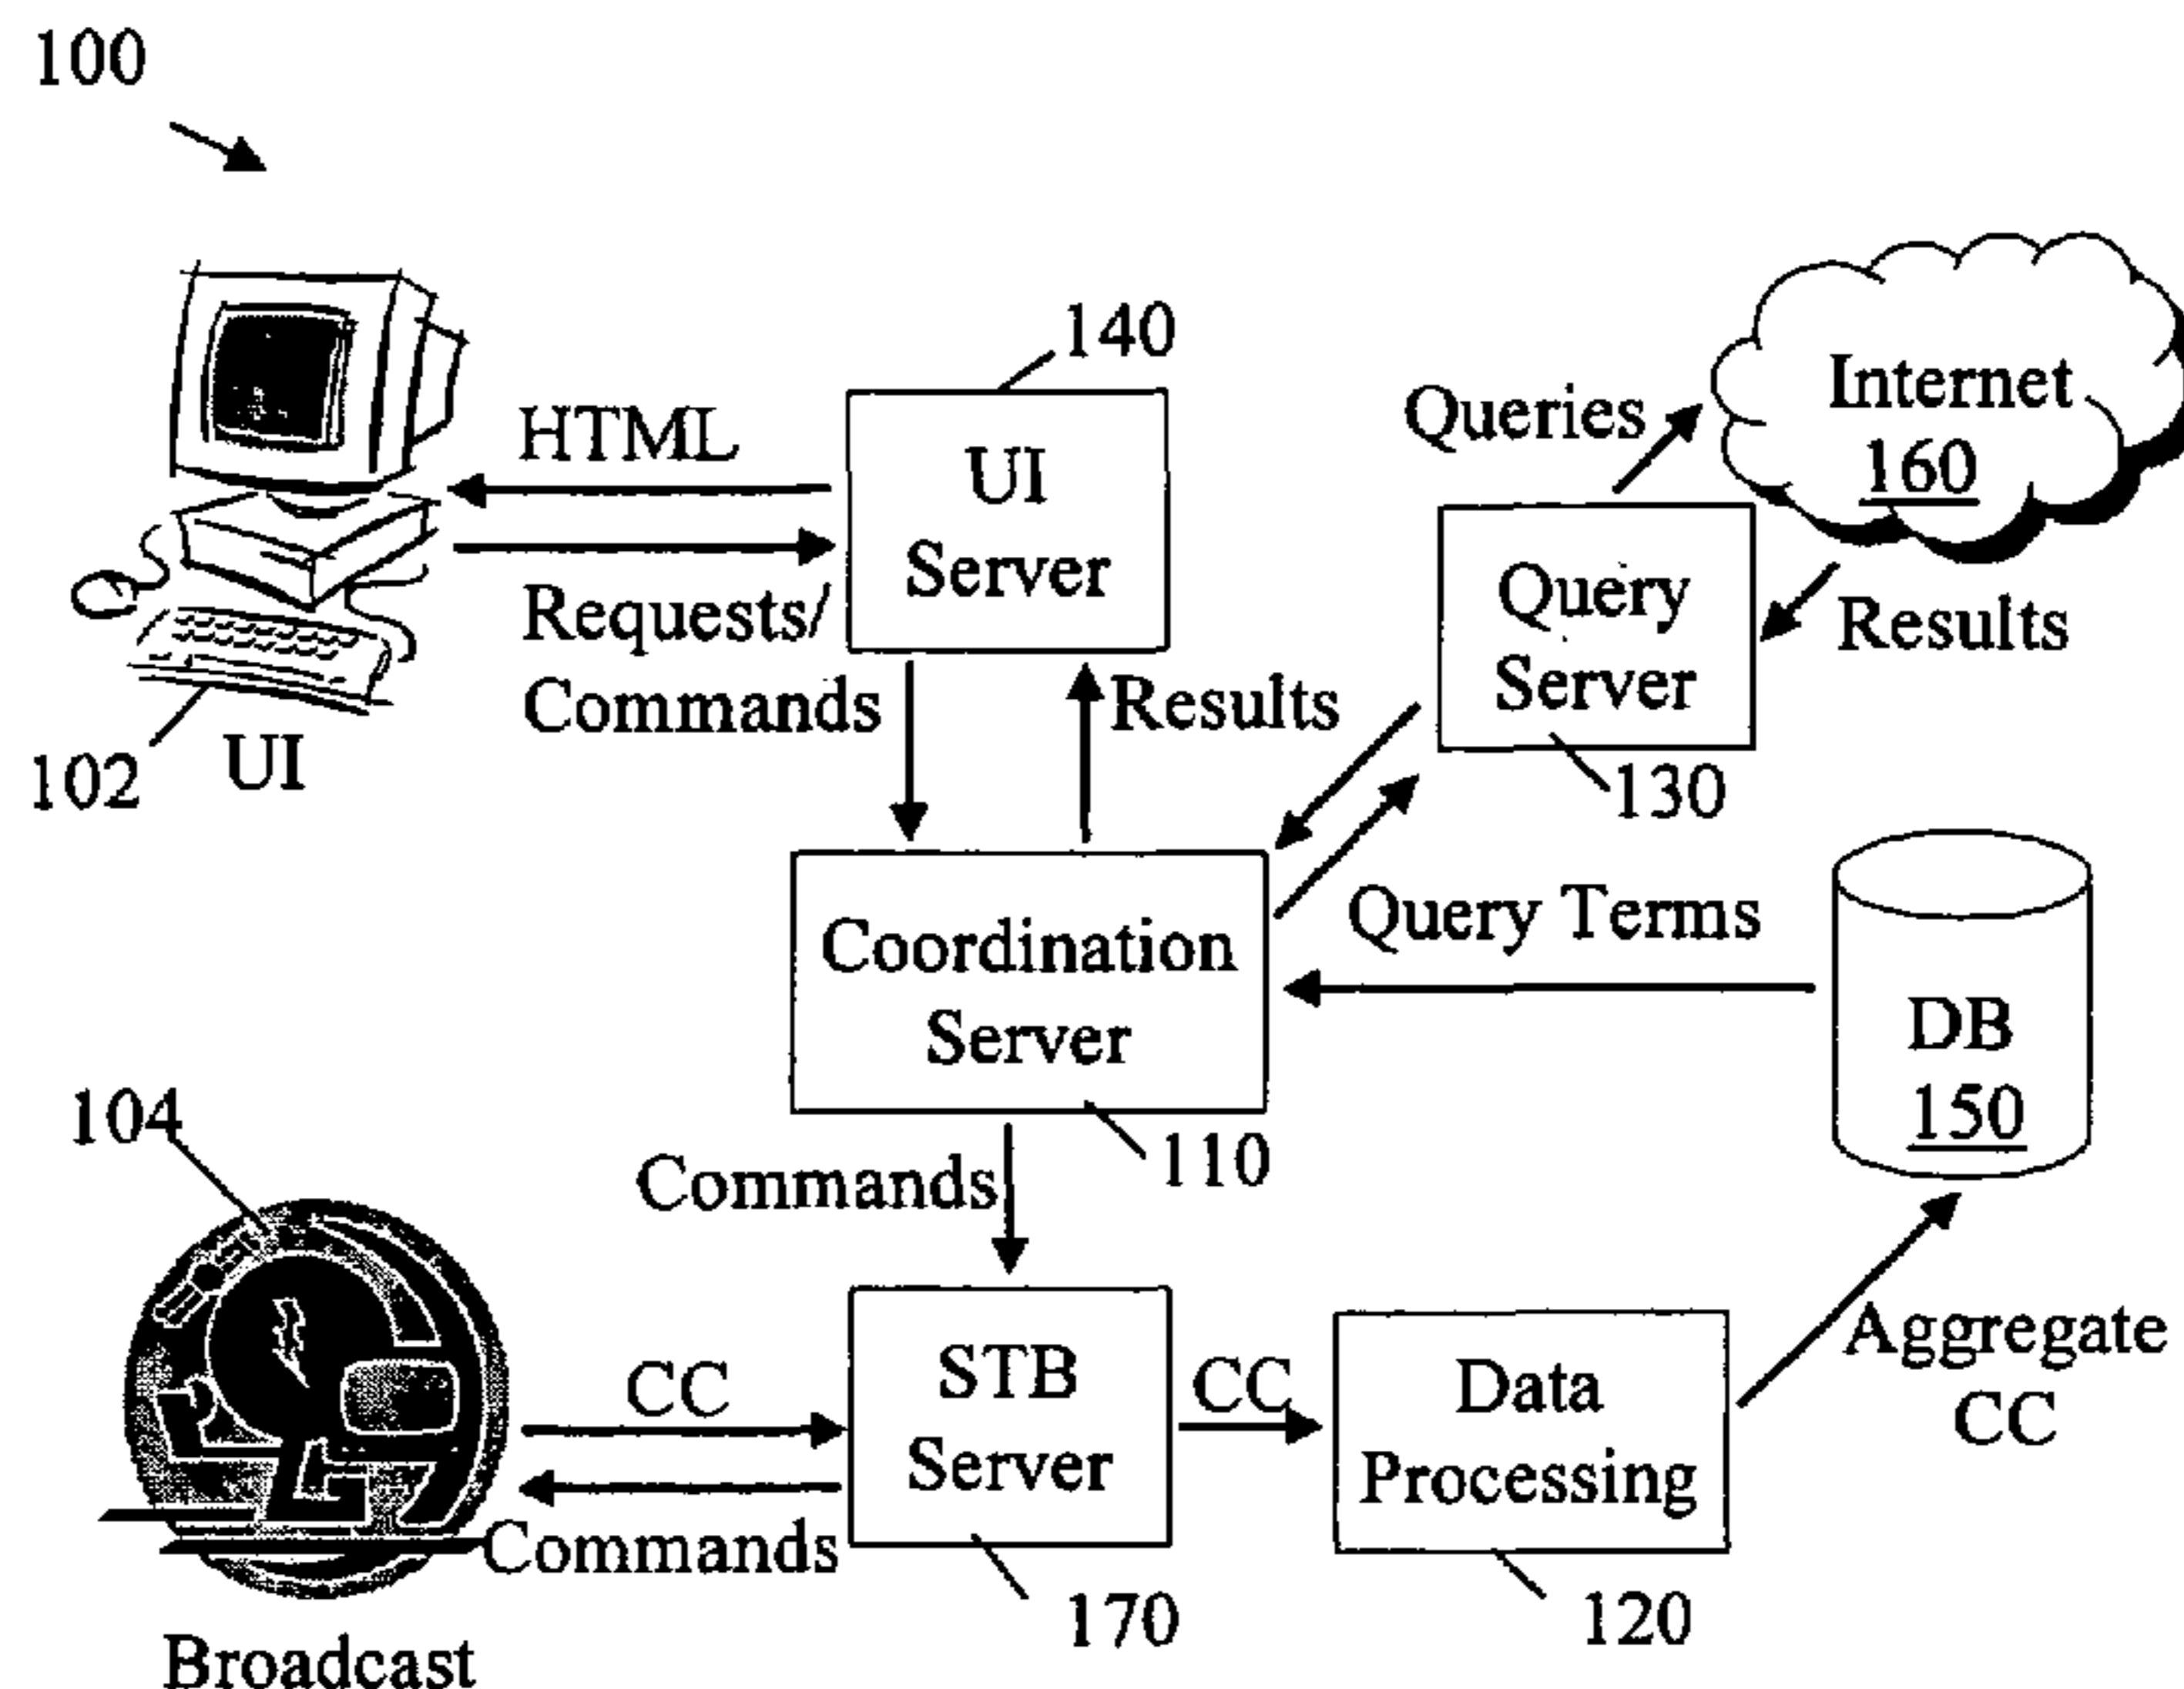 100
140
Internet
160
Queries
HTML
UI
Server
Query
Server
Results
Requests/
Commands
Results
130
102
UI
Coordination
Server
Query Terms
DB
150
110
104
Commands
Aggregate
CC
CC
STB
Server
CC
Data
Processing
Commands
170
120
Broadcast